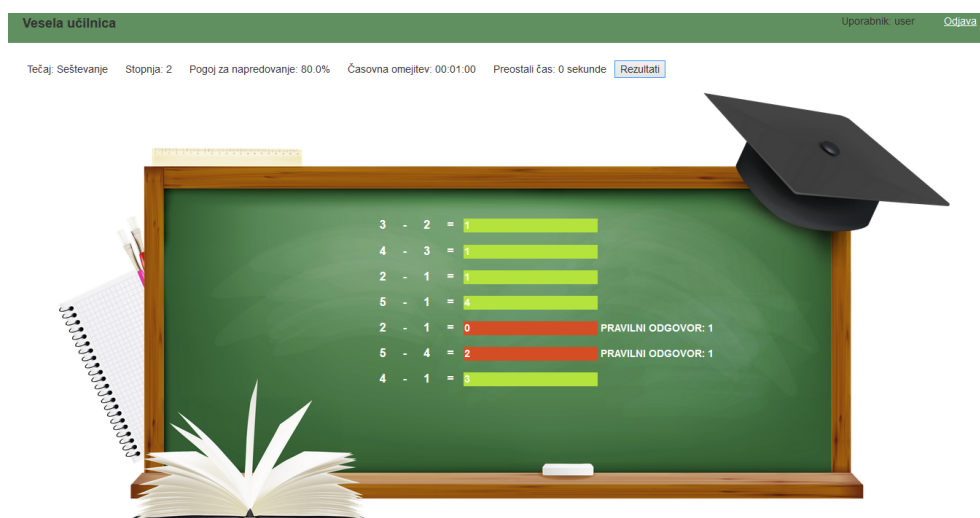 Vesela učilnica Uporabnik: user Odjava
Tečaj: Seštevanje Stopnja: 2 Pogoj za napredovanje: 80.0% Časovna omejitev: 00:01:00 Preostali čas: 0 sekunde Rezultati
3 - 2 = 1
4 - 3 = 1
2 - 1 = 1
5 - 1 = 4
2 - 1 = 0 PRAVILNI ODGOVOR: 1
5 - 4 = 2 PRAVILNI ODGOVOR: 1
4 - 1 = 3